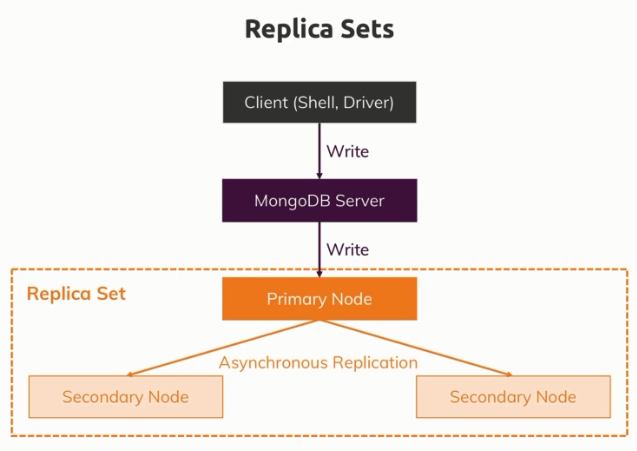 Replica Sets
Client (Shell, Driver)
Write
MongoDB Server
Write
Replica Set
Primary Node
Asynchronous Replication
Secondary Node
Secondary Node